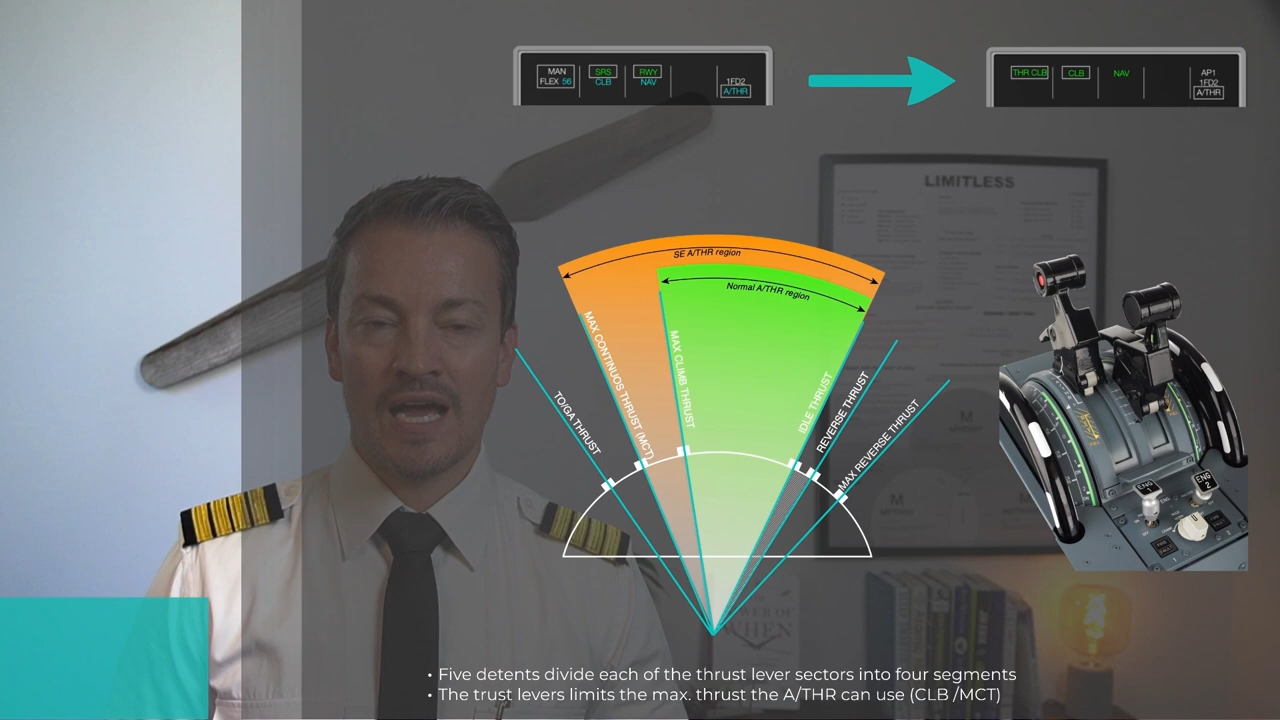 MAN
FLEX 56
SRS
CLB
RWY
NAV
1FD2
A/THR
THR CLB
CLB
NAV
AP1
1FD2
A/THR
LIMITLESS
SE A/THR region
Normal A/THR region
TO/GA THRUST
MAX CONTINUOS THRUST (MCT)
MAX CLIMB THRUST
IDLE THRUST
REVERSE THRUST
MAX REVERSE THRUST
ENG
1
ENG
2
POWER OF
WHEN
• Five detents divide each of the thrust lever sectors into four segments
• The trust levers limits the max. thrust the A/THR can use (CLB /MCT)